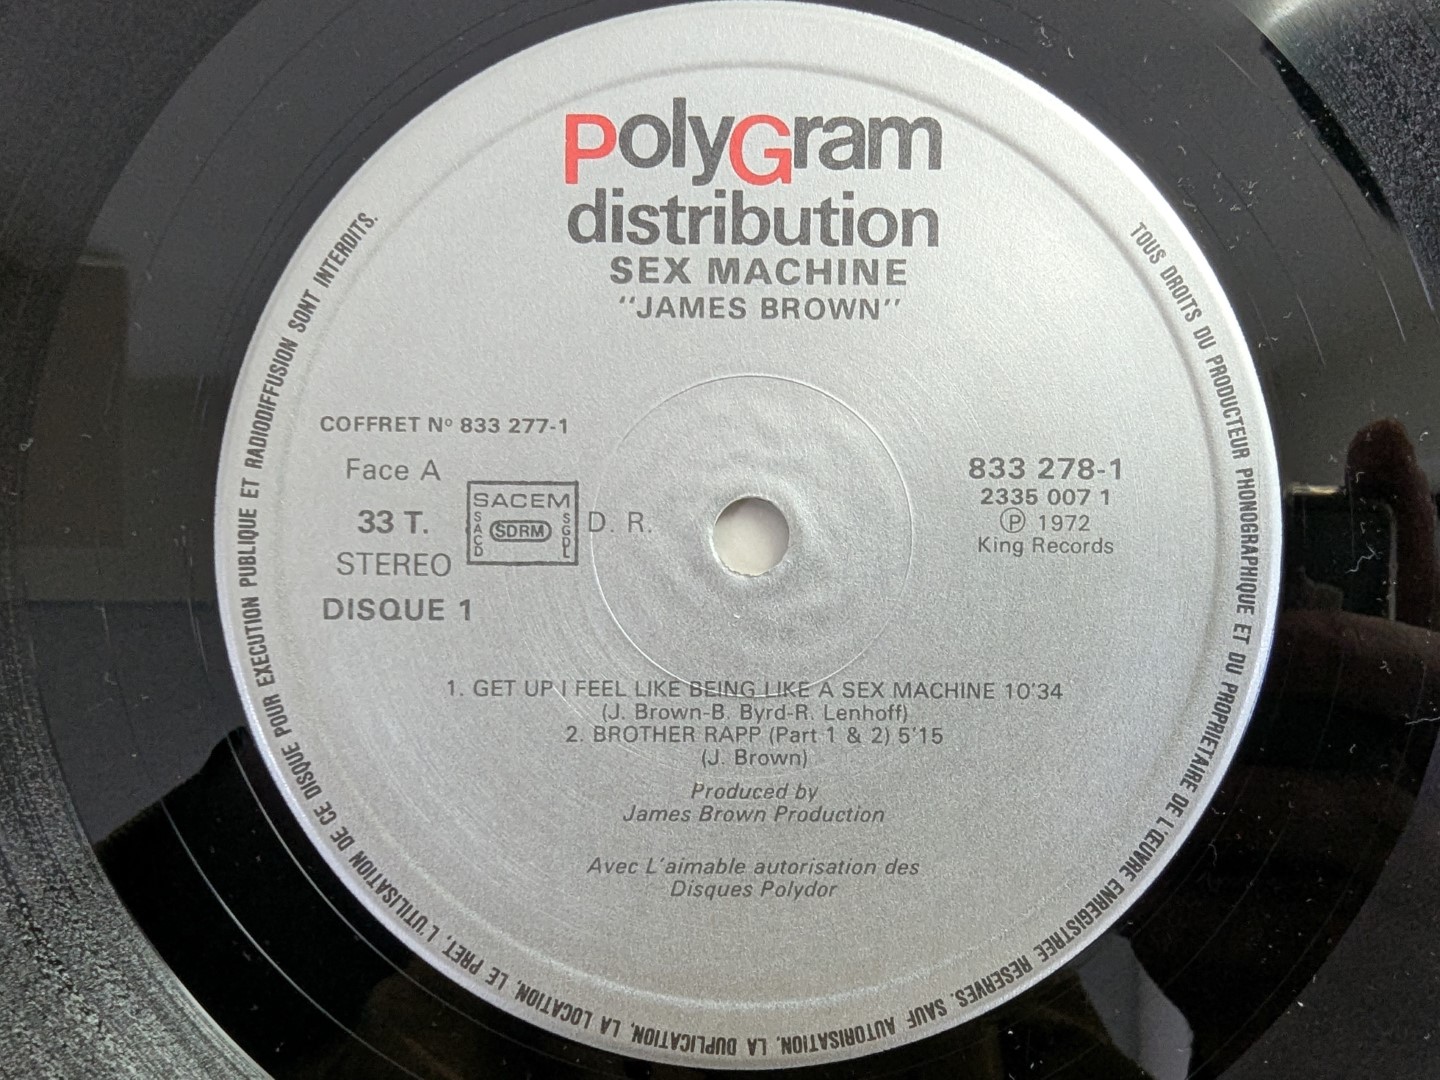 PolyGram
distribution
SEX MACHINE
"JAMES BROWN"
COFFRET Nº 833 277-1
Face A
33 T.
STEREO
DISQUE 1
SACEM
SACD
SDRM
SGDL
D. R.
833 278-1
2335 007 1
Ⓟ 1972
King Records
1. GET UP I FEEL LIKE BEING LIKE A SEX MACHINE 10'34
(J. Brown-B. Byrd-R. Lenhoff)
2. BROTHER RAPP (Part 1 & 2) 5'15
(J. Brown)
Produced by
James Brown Production
Avec L'aimable autorisation des
Disques Polydor
TOUS DROITS DU PRODUCTEUR PHONOGRAPHIQUE ET DU PROPRIETAIRE DE L'ŒUVRE ENREGISTREE RESERVES. SAUF AUTORISATION, LA DUPLICATION, LA LOCATION, LE PRET, L'UTILISATION DE CE DISQUE POUR EXECUTION PUBLIQUE ET RADIODIFFUSION SONT INTERDITS.